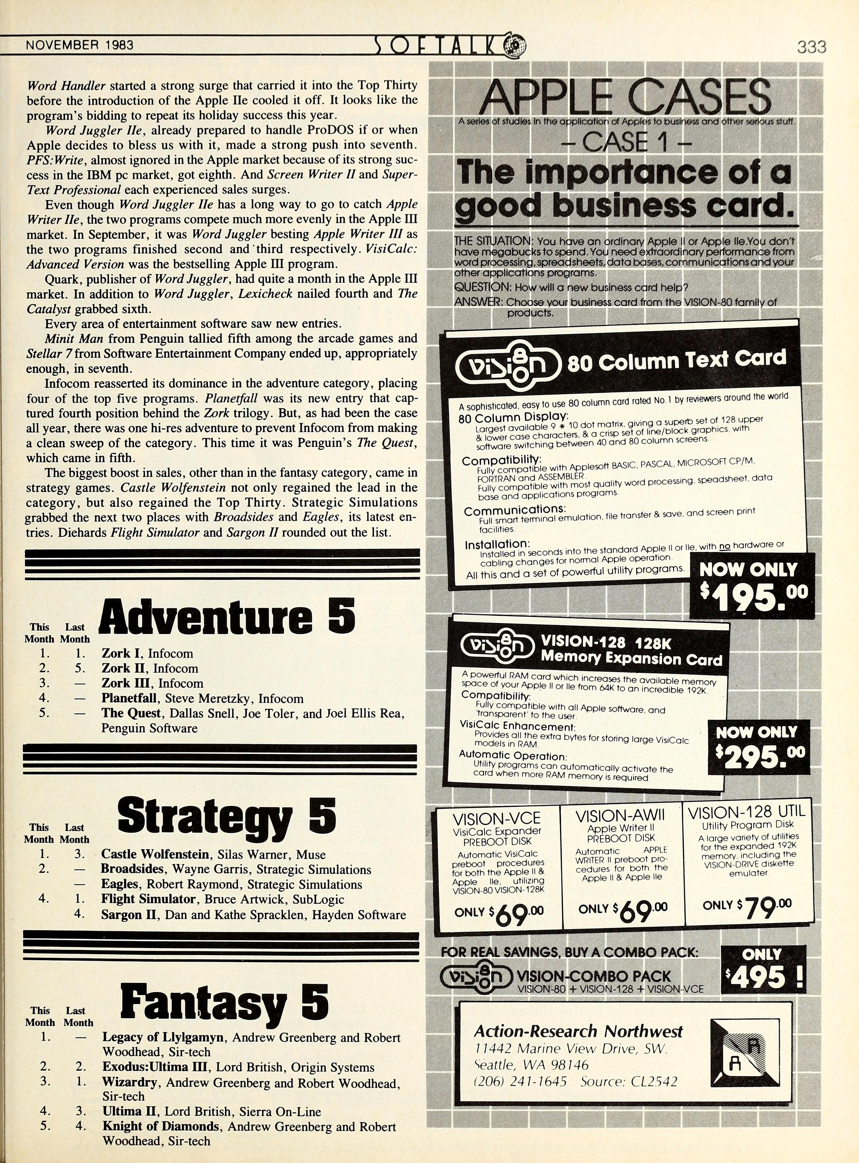 NOVEMBER 1983
SOFTALK
333
Word Handler started a strong surge that carried it into the Top Thirty
before the introduction of the Apple IIe cooled it off. It looks like the
program's bidding to repeat its holiday success this year.
Word Juggler IIe, already prepared to handle ProDOS if or when
Apple decides to bless us with it, made a strong push into seventh.
PFS:Write, almost ignored in the Apple market because of its strong suc-
cess in the IBM pc market, got eighth. And Screen Writer II and Super-
Text Professional each experienced sales surges.
Even though Word Juggler IIe has a long way to go to catch Apple
Writer IIe, the two programs compete much more evenly in the Apple III
market. In September, it was Word Juggler besting Apple Writer III as
the two programs finished second and third respectively. VisiCalc:
Advanced Version was the bestselling Apple III program.
Quark, publisher of Word Juggler, had quite a month in the Apple III
market. In addition to Word Juggler, Lexicheck nailed fourth and The
Catalyst grabbed sixth.
Every area of entertainment software saw new entries.
Minit Man from Penguin tallied fifth among the arcade games and
Stellar 7 from Software Entertainment Company ended up, appropriately
enough, in seventh.
Infocom reasserted its dominance in the adventure category, placing
four of the top five programs. Planetfall was its new entry that cap-
tured fourth position behind the Zork trilogy. But, as had been the case
all year, there was one hi-res adventure to prevent Infocom from making
a clean sweep of the category. This time it was Penguin's The Quest,
which came in fifth.
The biggest boost in sales, other than in the fantasy category, came in
strategy games. Castle Wolfenstein not only regained the lead in the
category, but also regained the Top Thirty. Strategic Simulations
grabbed the next two places with Broadsides and Eagles, its latest en-
tries. Diehards Flight Simulator and Sargon II rounded out the list.
Adventure 5
This Last
Month Month
1. 1. Zork I, Infocom
2. 5. Zork II, Infocom
3. — Zork III, Infocom
4. — Planetfall, Steve Meretzky, Infocom
5. — The Quest, Dallas Snell, Joe Toler, and Joel Ellis Rea,
Penguin Software
Strategy 5
This Last
Month Month
1. 3. Castle Wolfenstein, Silas Warner, Muse
2. — Broadsides, Wayne Garris, Strategic Simulations
— Eagles, Robert Raymond, Strategic Simulations
4. 1. Flight Simulator, Bruce Artwick, SubLogic
4. Sargon II, Dan and Kathe Spracklen, Hayden Software
Fantasy 5
This Last
Month Month
1. — Legacy of Llylgamyn, Andrew Greenberg and Robert
Woodhead, Sir-tech
2. 2. Exodus:Ultima III, Lord British, Origin Systems
3. 1. Wizardry, Andrew Greenberg and Robert Woodhead,
Sir-tech
4. 3. Ultima II, Lord British, Sierra On-Line
5. 4. Knight of Diamonds, Andrew Greenberg and Robert
Woodhead, Sir-tech
APPLE CASES
A series of studies in the application of Apples to business and other serious stuff.
– CASE 1 –
The importance of a
good business card.
THE SITUATION: You have an ordinary Apple II or Apple IIe.You don't
have megabucks to spend. You need extraordinary performance from
word processing, spreadsheets, data bases, communications and your
other applications programs.
QUESTION: How will a new business card help?
ANSWER: Choose your business card from the VISION-80 family of
products.
Vision 80 80 Column Text Card
A sophisticated, easy to use 80 column card rated No.1 by reviewers around the world.
80 Column Display:
Largest available 9 * 10 dot matrix, giving a superb set of 128 upper
& lower case characters, & a crisp set of line/block graphics, with
software switching between 40 and 80 column screens.
Compatibility:
Fully compatible with Applesoft BASIC, PASCAL, MICROSOFT CP/M,
FORTRAN and ASSEMBLER.
Fully compatible with most quality word processing, speadsheet, data
base and applications programs.
Communications:
Full smart terminal emulation, file transfer & save, and screen print
facilities.
Installation:
Installed in seconds into the standard Apple II or IIe, with no hardware or
cabling changes for normal Apple operation.
All this and a set of powerful utility programs.
NOW ONLY
$195.00
Vision 80 VISION-128 128K
Memory Expansion Card
A powerful RAM card which increases the available memory
space of your Apple II or IIe from 64K to an incredible 192K.
Compatibility:
Fully compatible with all Apple software, and
'transparent' to the user.
VisiCalc Enhancement:
Provides all the extra bytes for storing large VisiCalc
models in RAM.
Automatic Operation:
Utility programs can automatically activate the
card when more RAM memory is required.
NOW ONLY
$295.00
VISION-VCE
VisiCalc Expander
PREBOOT DISK
Automatic VisiCalc
preboot procedures
for both the Apple II &
Apple IIe, utilizing
VISION-80 VISION-128K
ONLY $69.00
VISION-AWII
Apple Writer II
PREBOOT DISK
Automatic APPLE
WRITER II preboot pro-
cedures for both the
Apple II & Apple IIe
ONLY $69.00
VISION-128 UTIL
Utility Program Disk
A large variety of utilities
for the expanded 192K
memory, including the
VISION-DRIVE diskette
emulater.
ONLY $79.00
FOR REAL SAVINGS, BUY A COMBO PACK:
Vision 80 VISION-COMBO PACK
VISION-80 + VISION-128 + VISION-VCE
ONLY
$495 !
Action-Research Northwest
11442 Marine View Drive, SW.
Seattle, WA 98146
(206) 241-1645 Source: CL2542
A R